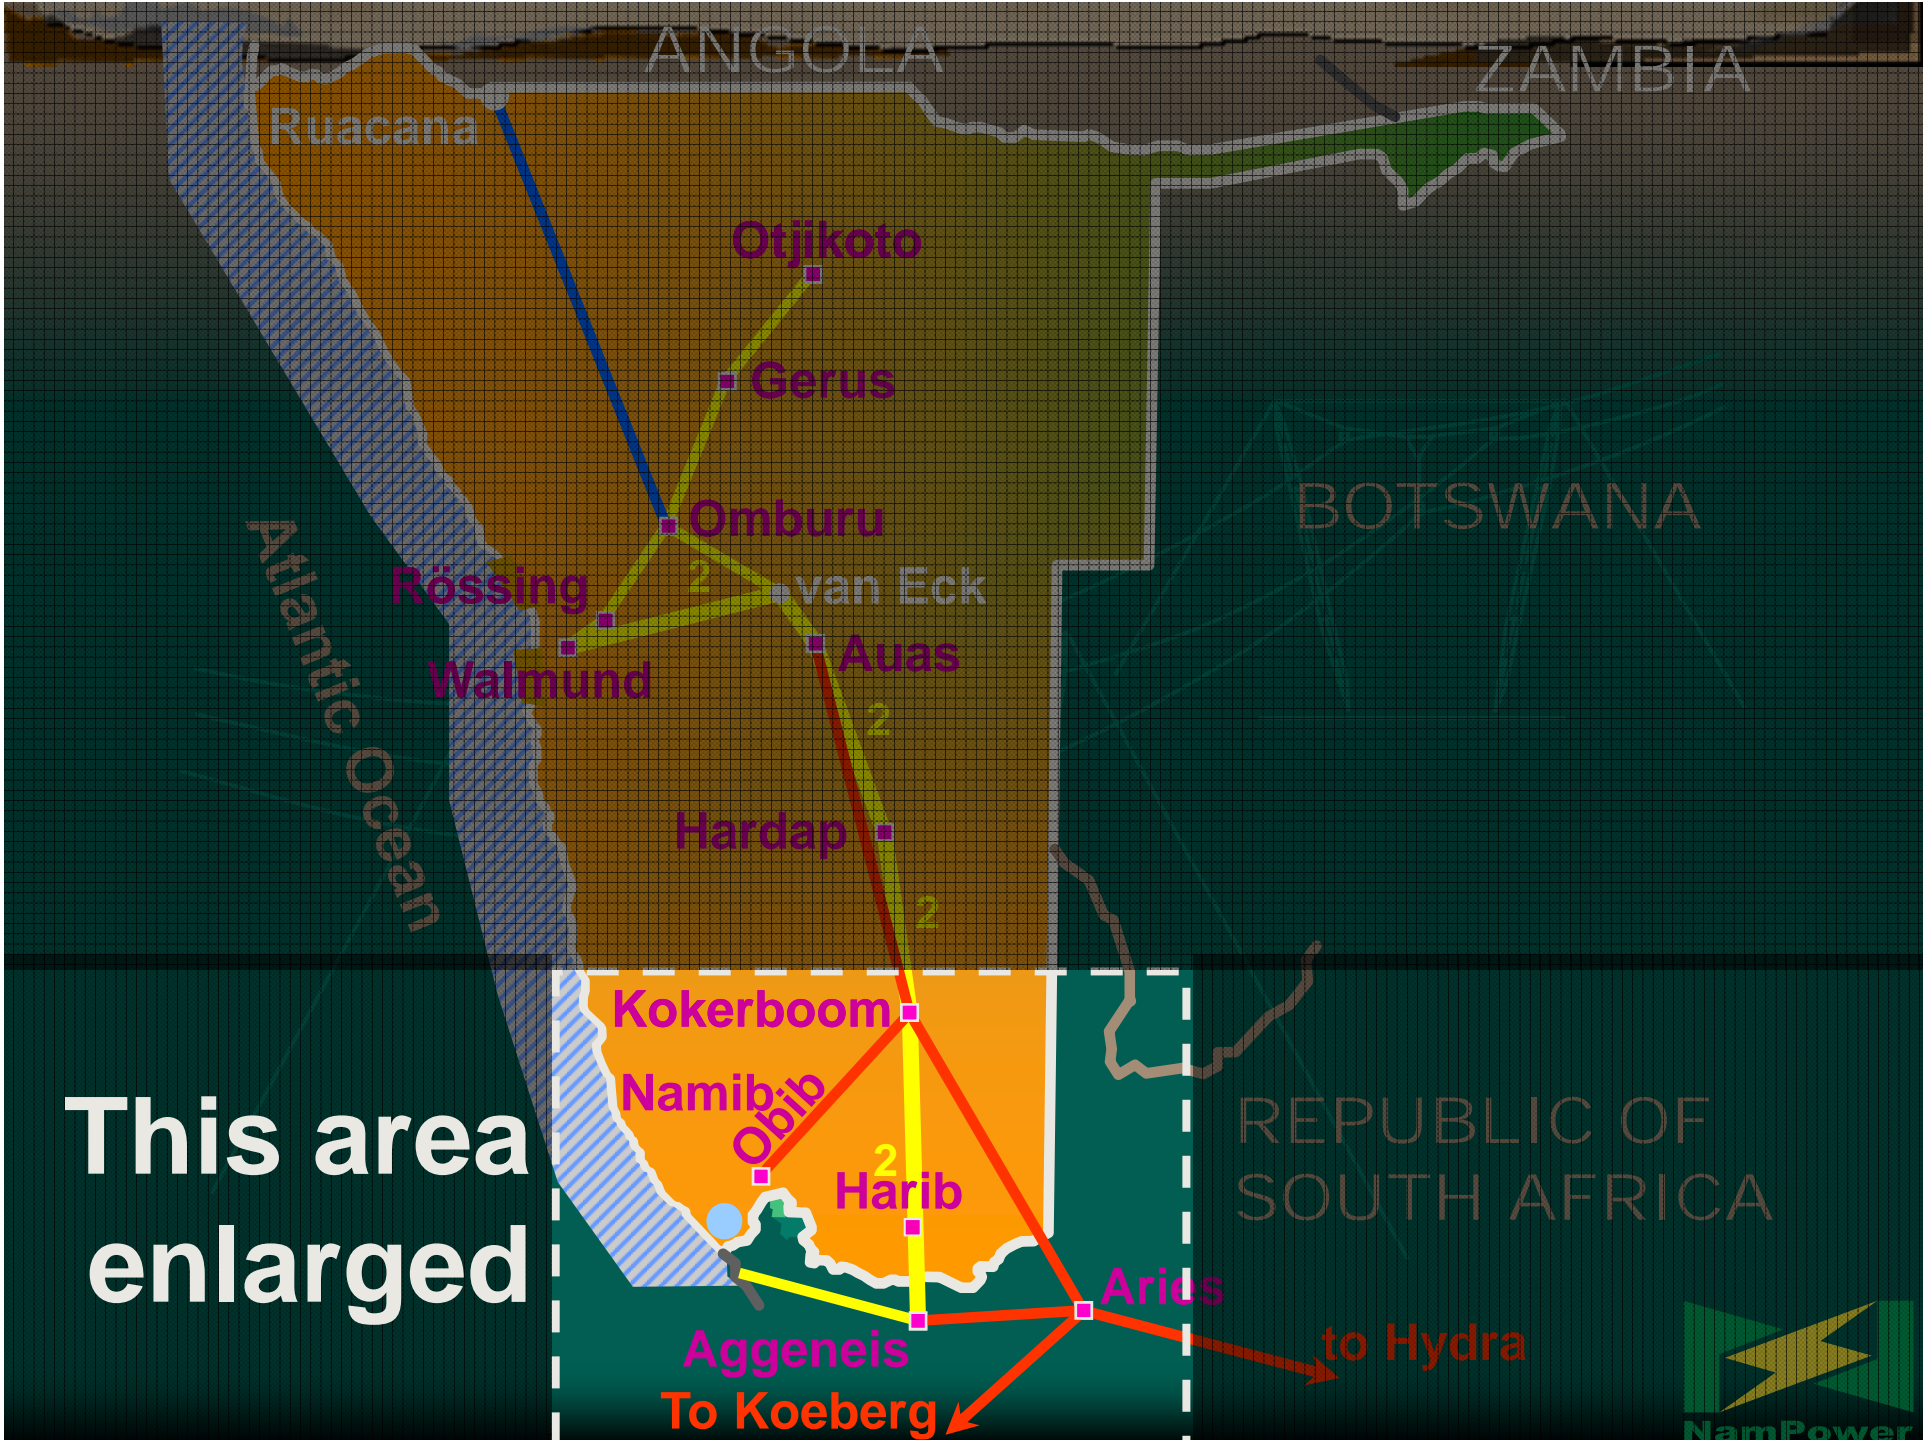 ANGOLA
ZAMBIA
Ruacana
Otjikoto
Gerus
BOTSWANA
Omburu
Rössing
2
van Eck
Auas
Walmund
Atlantic Ocean
2
Hardap
2
Kokerboom
Namib
Obib
This area
enlarged
2
Harib
REPUBLIC OF
SOUTH AFRICA
Aries
Aggeneis
to Hydra
To Koeberg
NamPower